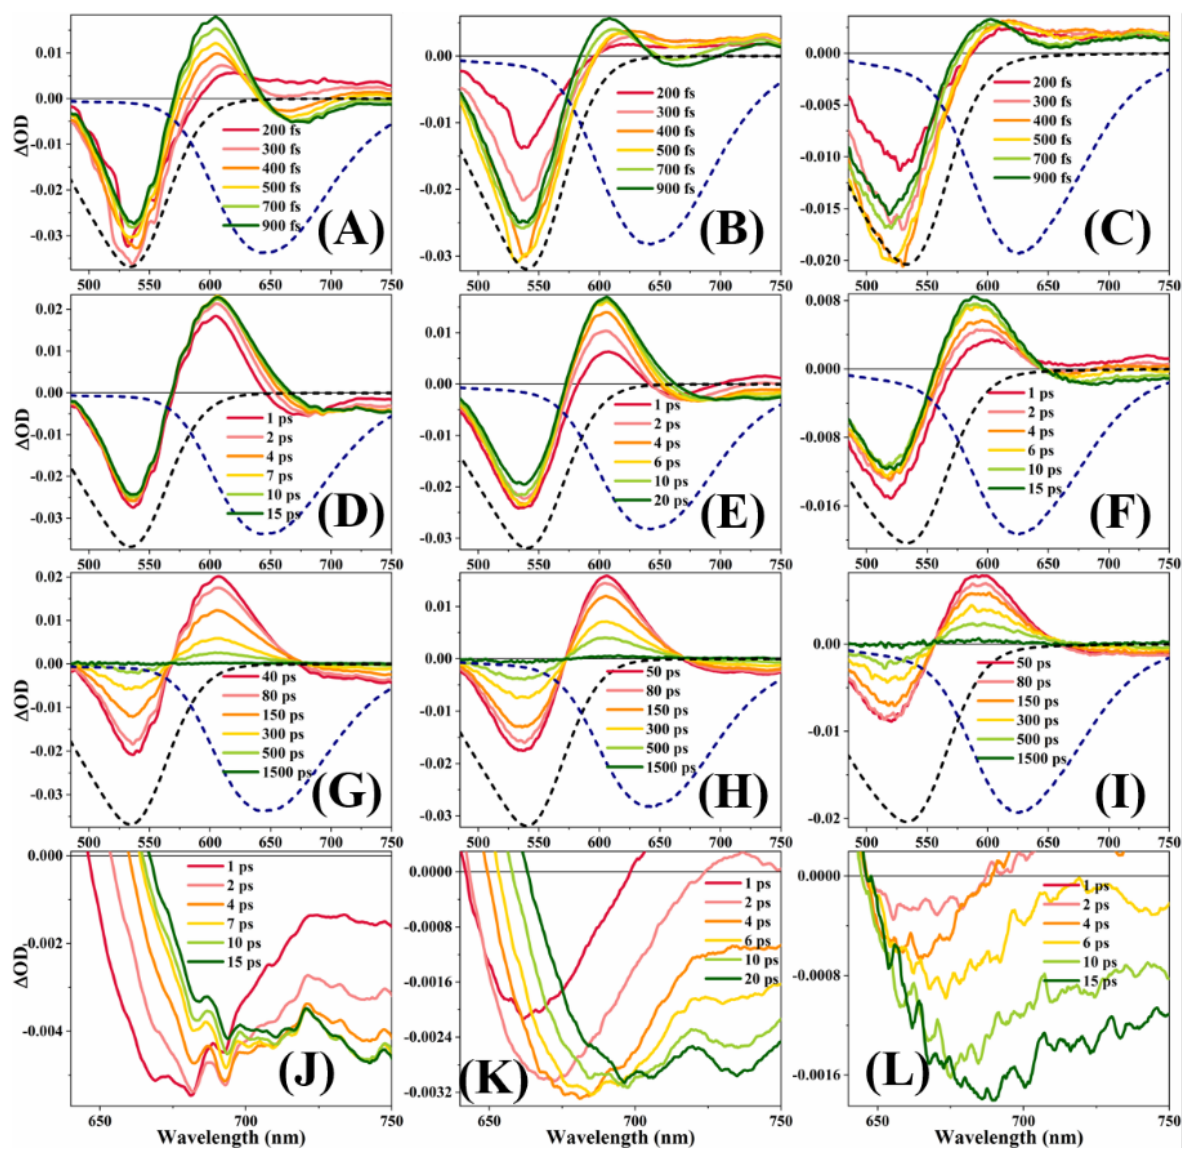 ΔOD
0.01
0.00
-0.01
-0.02
-0.03
200 fs
300 fs
400 fs
500 fs
700 fs
900 fs
(A)
500 550 600 650 700 750
0.00
-0.01
-0.02
-0.03
200 fs
300 fs
400 fs
500 fs
700 fs
900 fs
(B)
500 550 600 650 700 750
0.000
-0.005
-0.010
-0.015
-0.020
200 fs
300 fs
400 fs
500 fs
700 fs
900 fs
(C)
500 550 600 650 700 750
ΔOD
0.02
0.01
0.00
-0.01
-0.02
-0.03
1 ps
2 ps
4 ps
7 ps
10 ps
15 ps
(D)
500 550 600 650 700 750
0.01
0.00
-0.01
-0.02
-0.03
1 ps
2 ps
4 ps
6 ps
10 ps
20 ps
(E)
500 550 600 650 700 750
0.008
0.000
-0.008
-0.016
1 ps
2 ps
4 ps
6 ps
10 ps
15 ps
(F)
500 550 600 650 700 750
ΔOD
0.02
0.01
0.00
-0.01
-0.02
-0.03
40 ps
80 ps
150 ps
300 ps
500 ps
1500 ps
(G)
500 550 600 650 700 750
0.01
0.00
-0.01
-0.02
-0.03
50 ps
80 ps
150 ps
300 ps
500 ps
1500 ps
(H)
500 550 600 650 700 750
0.00
-0.01
-0.02
50 ps
80 ps
150 ps
300 ps
500 ps
1500 ps
(I)
500 550 600 650 700 750
ΔOD
0.000
-0.002
-0.004
1 ps
2 ps
4 ps
7 ps
10 ps
15 ps
(J)
650 700 750
Wavelength (nm)
0.0000
-0.0008
-0.0016
-0.0024
-0.0032
1 ps
2 ps
4 ps
6 ps
10 ps
20 ps
(K)
650 700 750
Wavelength (nm)
0.0000
-0.0008
-0.0016
1 ps
2 ps
4 ps
6 ps
10 ps
15 ps
(L)
650 700 750
Wavelength (nm)